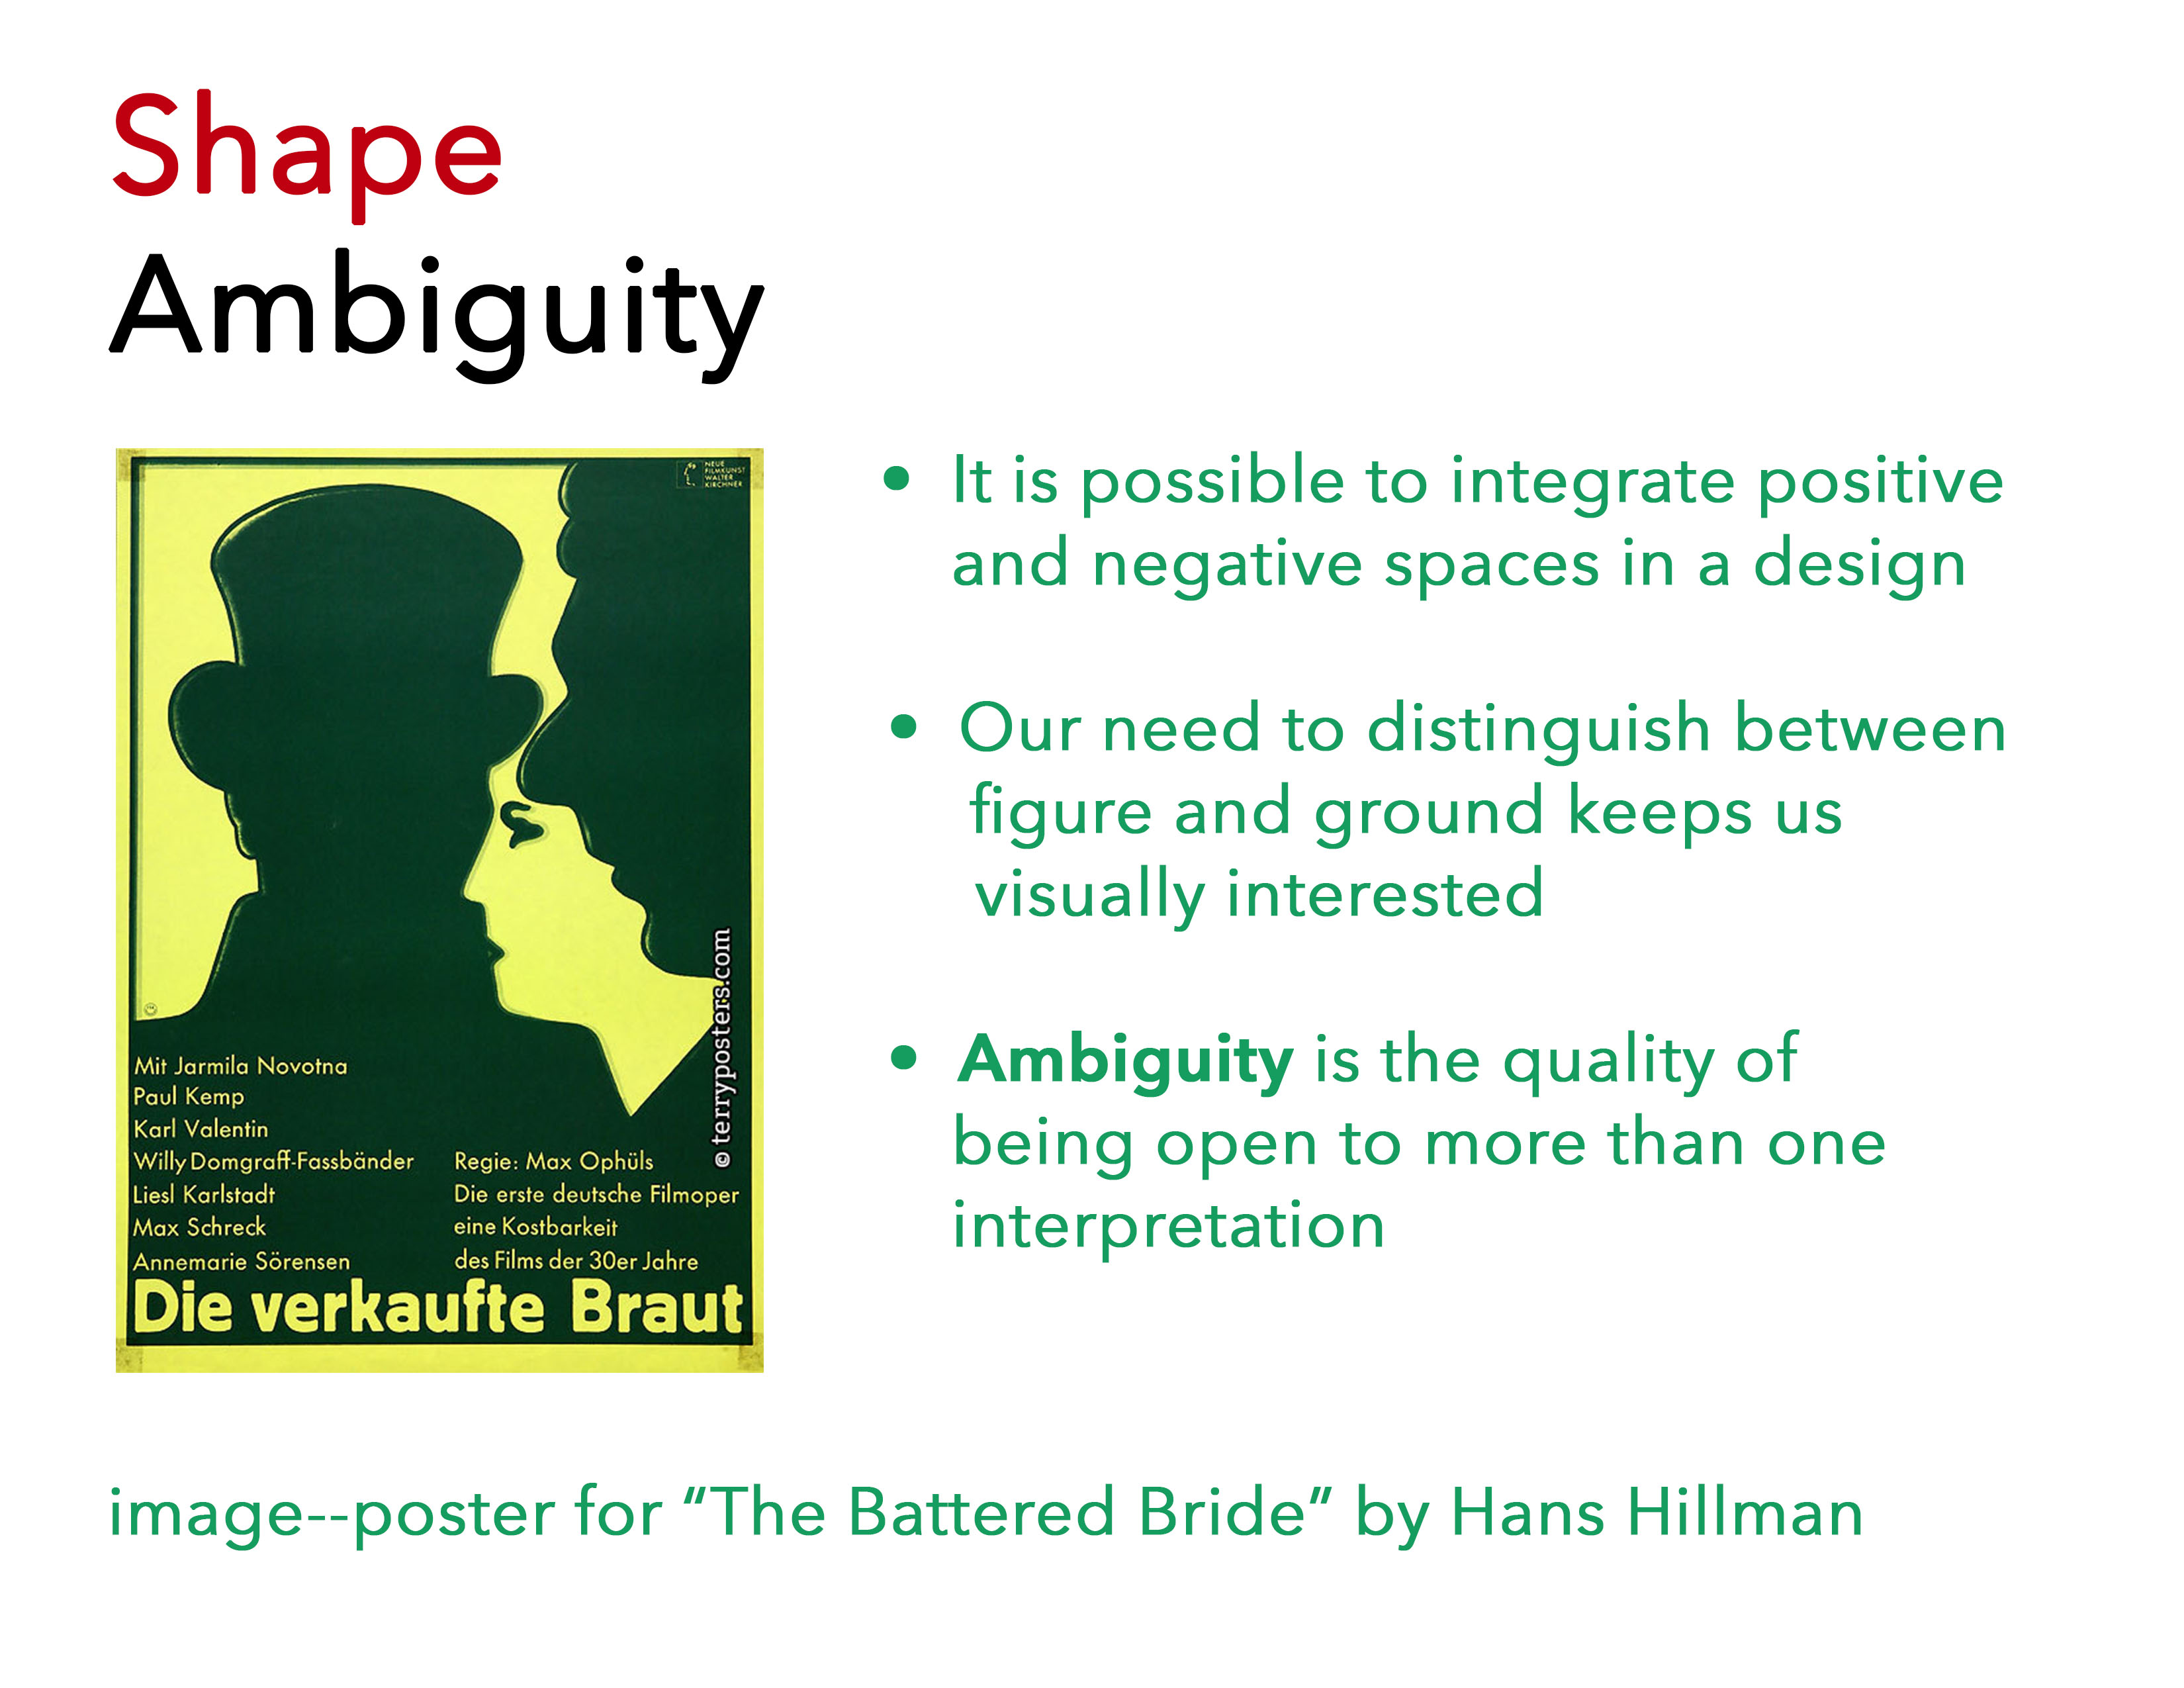 Shape
Ambiguity
NEUE
FILMKUNST
WALTER
KIRCHNER
Mit Jarmila Novotna
Paul Kemp
Karl Valentin
Willy Domgraff-Fassbänder
Liesl Karlstadt
Max Schreck
Annemarie Sörensen
Regie: Max Ophüls
Die erste deutsche Filmoper
eine Kostbarkeit
des Films der 30er Jahre
Die verkaufte Braut
© terryposters.com
• It is possible to integrate positive
and negative spaces in a design
• Our need to distinguish between
figure and ground keeps us
visually interested
• Ambiguity is the quality of
being open to more than one
interpretation
image--poster for “The Battered Bride” by Hans Hillman